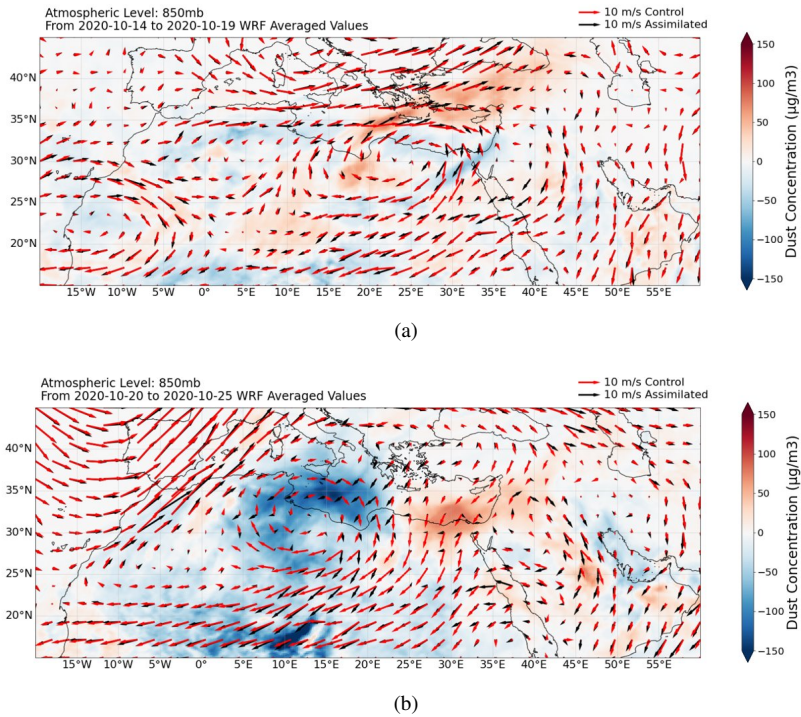 Atmospheric Level: 850mb
From 2020-10-14 to 2020-10-19 WRF Averaged Values
10 m/s Control
10 m/s Assimilated
40°N
35°N
30°N
25°N
20°N
15°W 10°W 5°W 0° 5°E 10°E 15°E 20°E 25°E 30°E 35°E 40°E 45°E 50°E 55°E
150
100
50
0
−50
−100
−150
Dust Concentration (μg/m3)
(a)
Atmospheric Level: 850mb
From 2020-10-20 to 2020-10-25 WRF Averaged Values
10 m/s Control
10 m/s Assimilated
40°N
35°N
30°N
25°N
20°N
15°W 10°W 5°W 0° 5°E 10°E 15°E 20°E 25°E 30°E 35°E 40°E 45°E 50°E 55°E
150
100
50
0
−50
−100
−150
Dust Concentration (μg/m3)
(b)